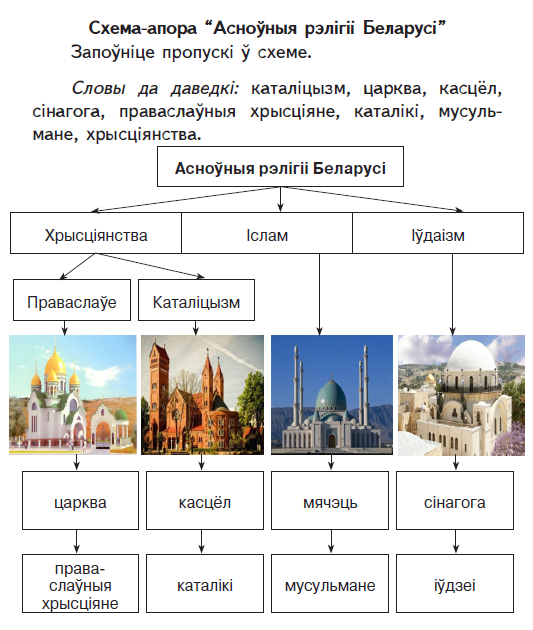 Схема-апора “Асноўныя рэлігіі Беларусі”
Запоўніце пропускі ў схеме.
Словы да даведкі: каталіцызм, царква, касцёл,
сінагога, праваслаўныя хрысціяне, каталікі, мусуль-
мане, хрысціянства.
Асноўныя рэлігіі Беларусі
Хрысціянства Іслам Іўдаізм
Праваслаўе Каталіцызм
царква касцёл мячэць сінагога
права-
слаўныя
хрысціяне
каталікі мусульмане іўдзеі